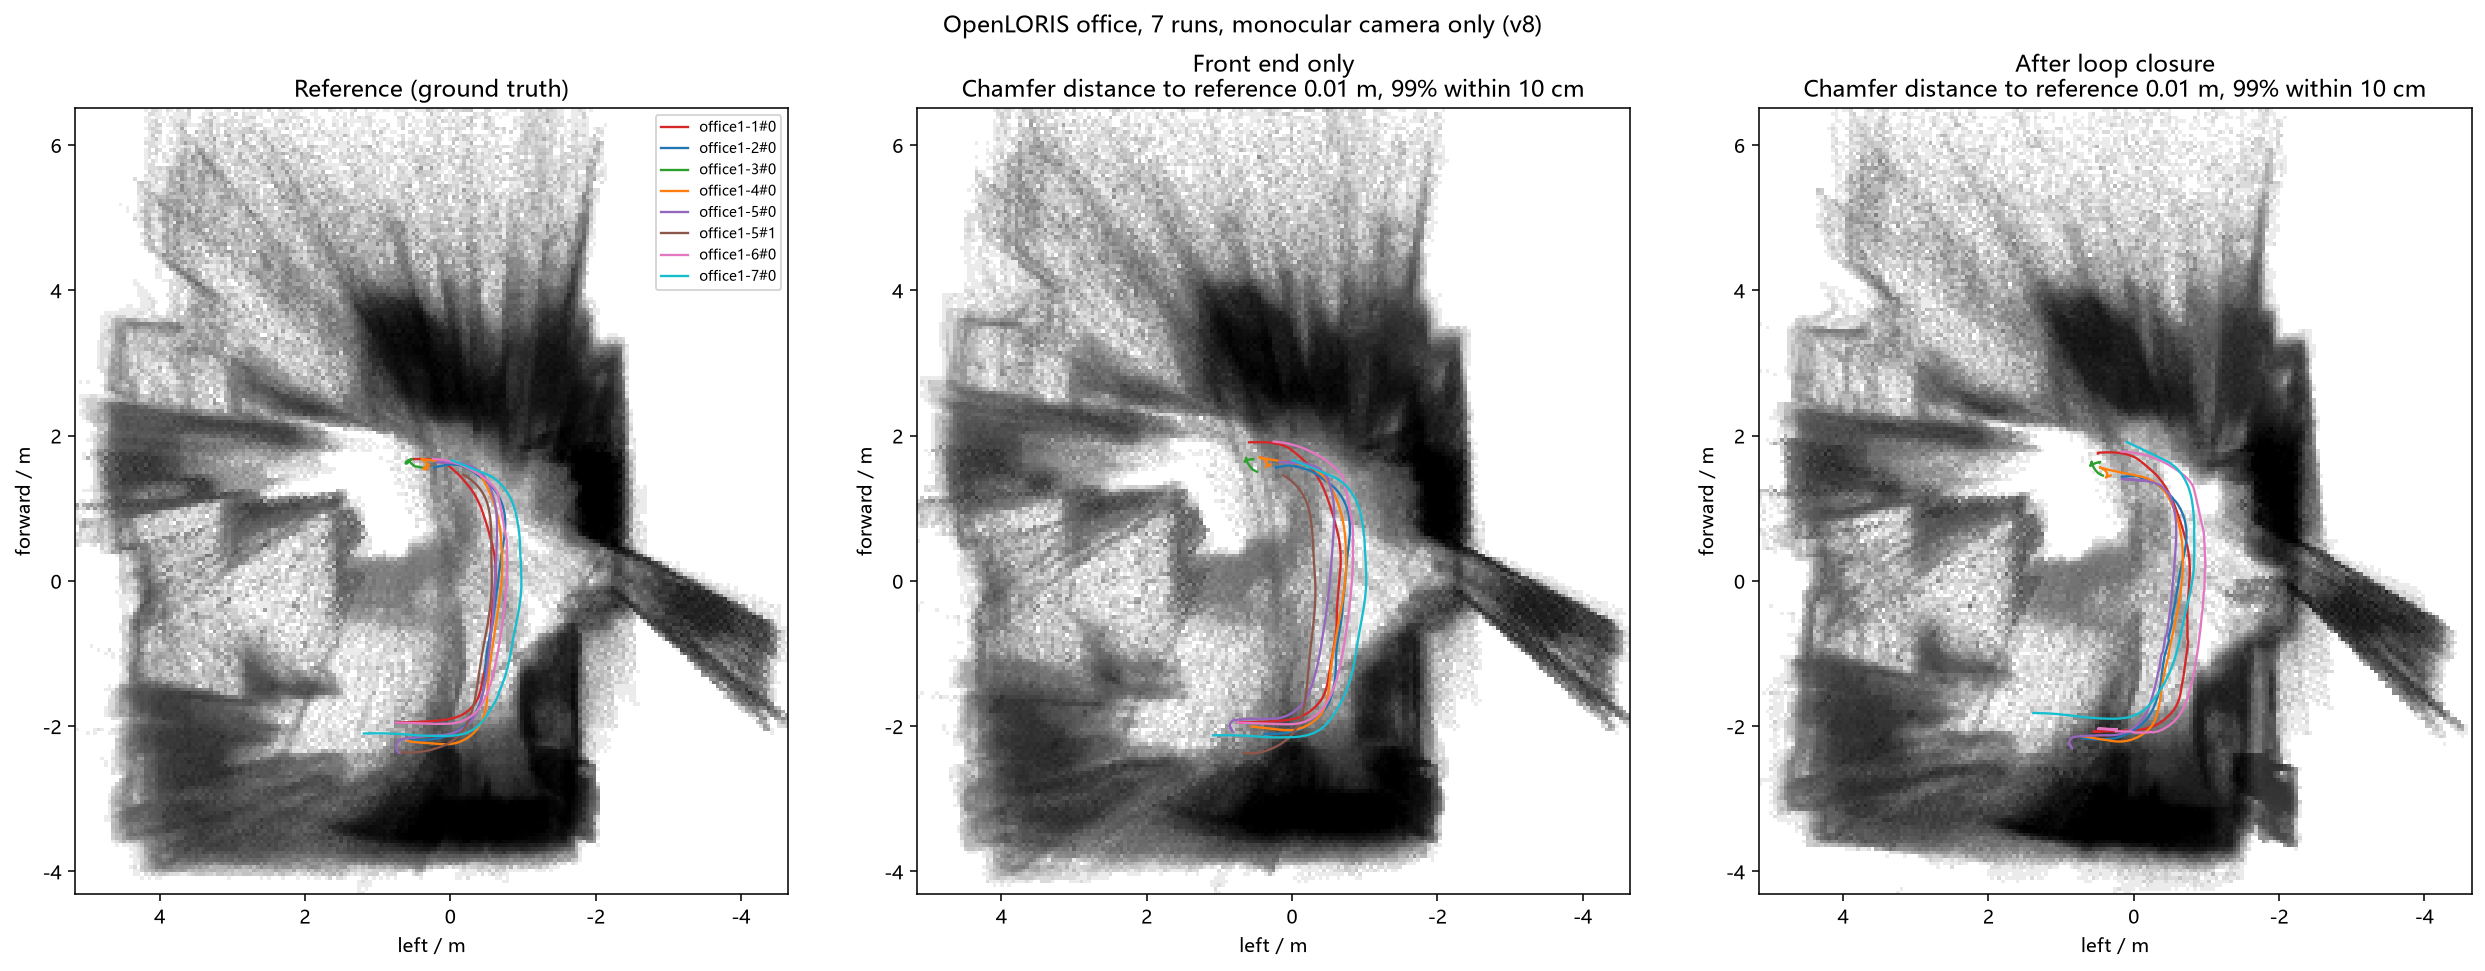 OpenLORIS office, 7 runs, monocular camera only (v8)
Reference (ground truth)
office1-1#0
office1-2#0
office1-3#0
office1-4#0
office1-5#0
office1-5#1
office1-6#0
office1-7#0
6
4
2
0
-2
-4
forward / m
4
2
0
-2
-4
left / m
Front end only
Chamfer distance to reference 0.01 m, 99% within 10 cm
6
4
2
0
-2
-4
forward / m
4
2
0
-2
-4
left / m
After loop closure
Chamfer distance to reference 0.01 m, 99% within 10 cm
6
4
2
0
-2
-4
forward / m
4
2
0
-2
-4
left / m